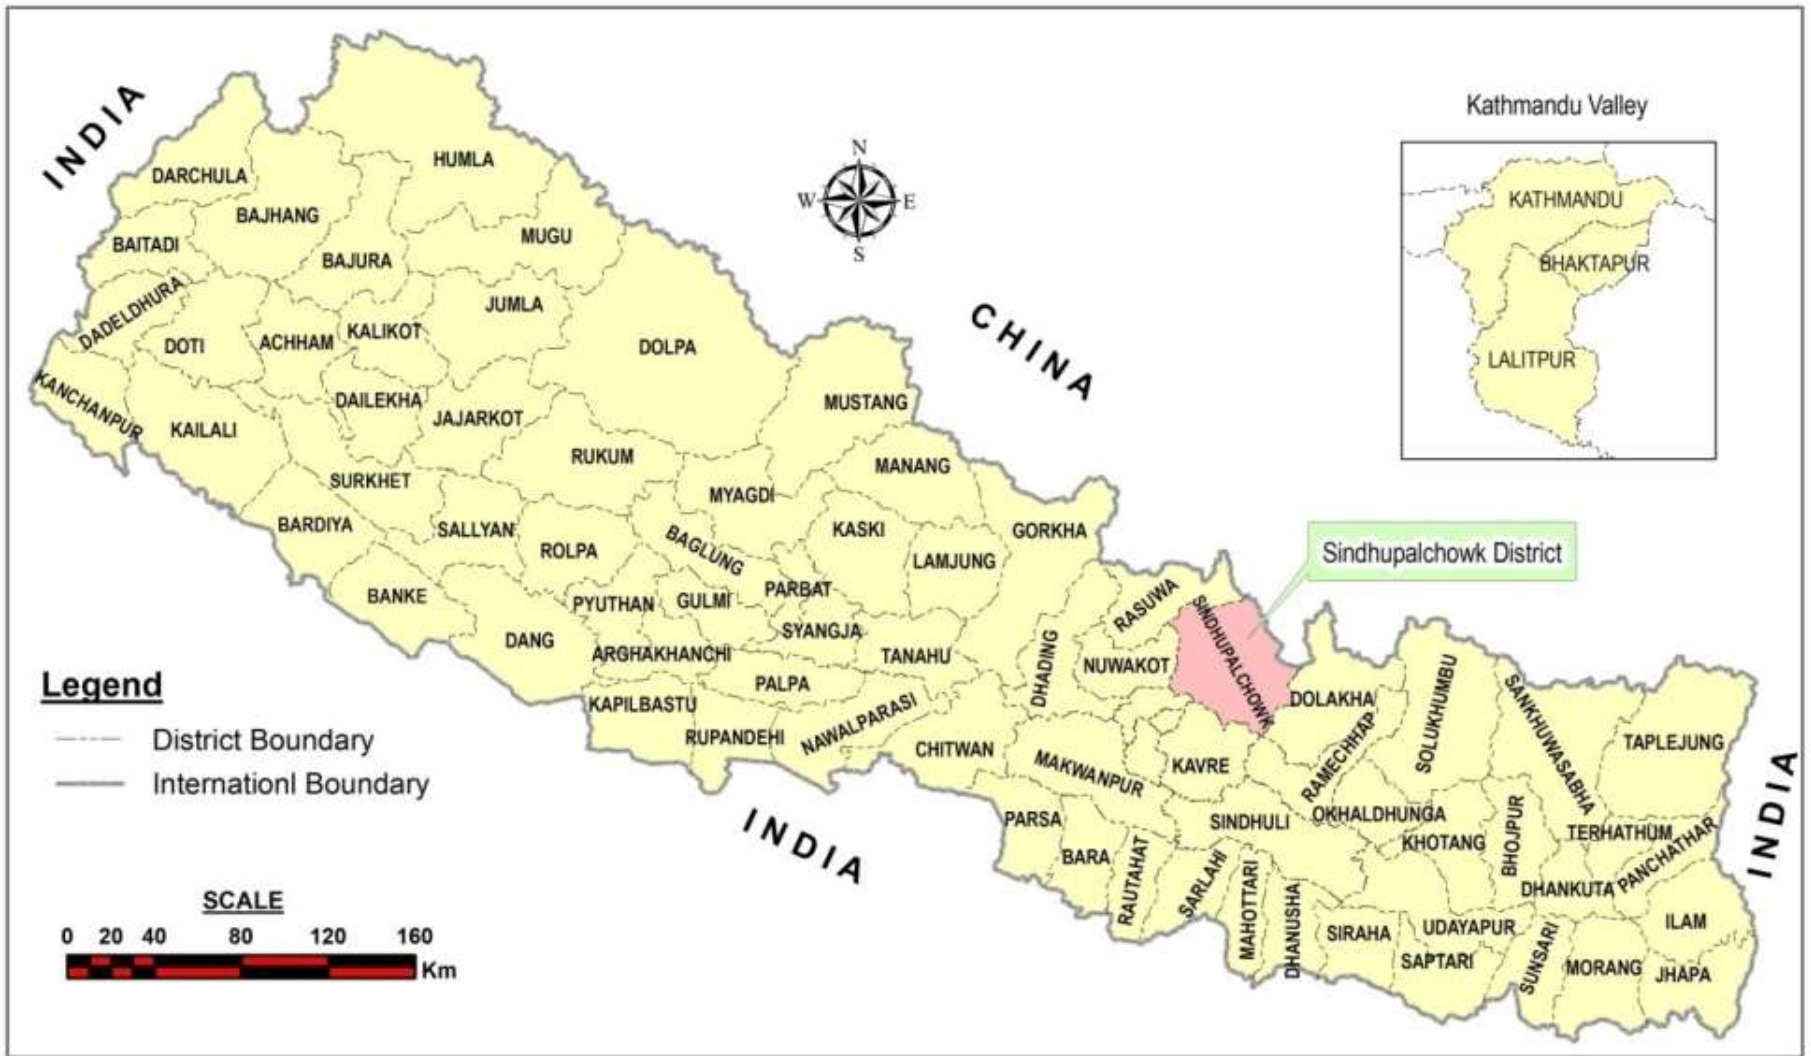 INDIA
Kathmandu Valley
KATHMANDU
BHAKTAPUR
LALITPUR
N
W E
S
CHINA
HUMLA
DARCHULA
BAJHANG
BAITADI
BAJURA
MUGU
DADELDHURA
DOTI
ACHHAM
KALIKOT
JUMLA
DOLPA
KANCHANPUR
KAILALI
DAILEKHA
JAJARKOT
MUSTANG
RUKUM
MANANG
SURKHET
MYAGDI
BARDIYA
SALLYAN
ROLPA
BAGLUNG
KASKI
LAMJUNG
GORKHA
Sindhupalchowk District
BANKE
PYUTHAN
GULMI
PARBAT
RASUWA
SINDHUPALCHOWK
DANG
ARGHAKHANCHI
SYANGJA
TANAHU
DHADING
NUWAKOT
KAPILBASTU
PALPA
DOLAKHA
SOLUKHUMBU
SANKHUWASABHA
TAPLEJUNG
RUPANDEHI
NAWALPARASI
CHITWAN
MAKWANPUR
KAVRE
RAMECHHAP
PARSA
SINDHULI
OKHALDHUNGA
KHOTANG
BHOJPUR
TERHATHUM
PANCHATHAR
BARA
RAUTAHAT
SARLAHI
MAHOTTARI
DHANUSHA
DHANKUTA
SIRAHA
UDAYAPUR
SAPTARI
SUNSARI
MORANG
ILAM
JHAPA
INDIA
INDIA
Legend
District Boundary
Internationl Boundary
SCALE
0 20 40 80 120 160
Km